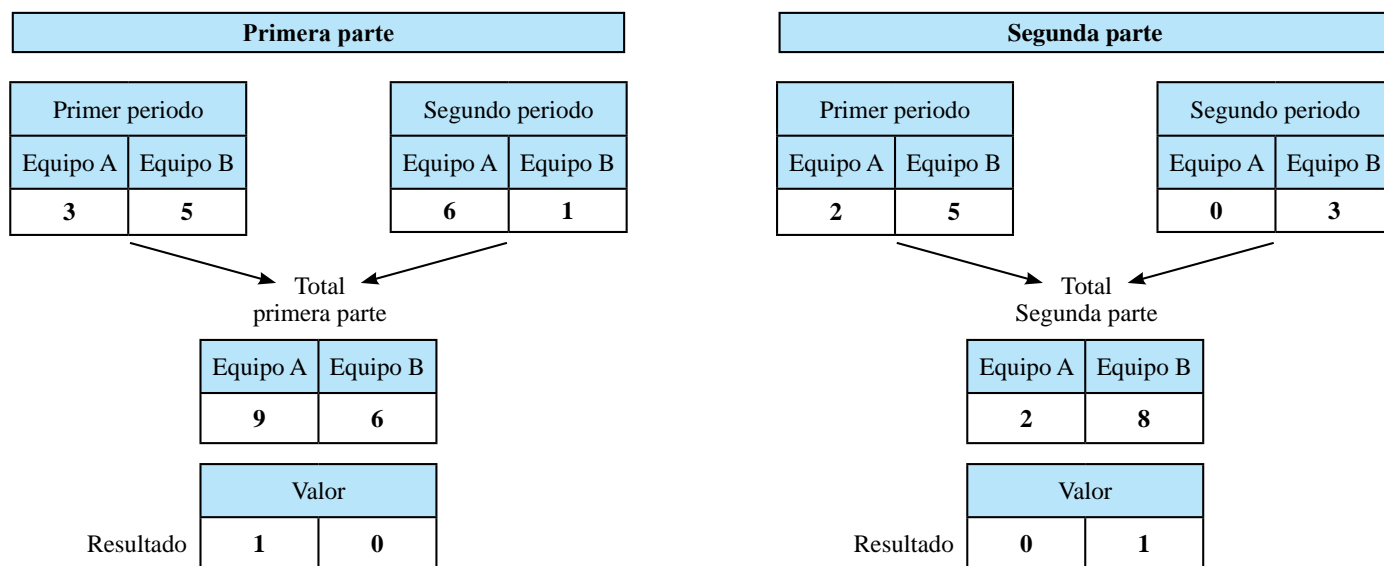 Primera parte
Primer periodo
Equipo A Equipo B
3 5
Segundo periodo
Equipo A Equipo B
6 1
Total
primera parte
Equipo A Equipo B
9 6
Valor
Resultado 1 0
Segunda parte
Primer periodo
Equipo A Equipo B
2 5
Segundo periodo
Equipo A Equipo B
0 3
Total
Segunda parte
Equipo A Equipo B
2 8
Valor
Resultado 0 1